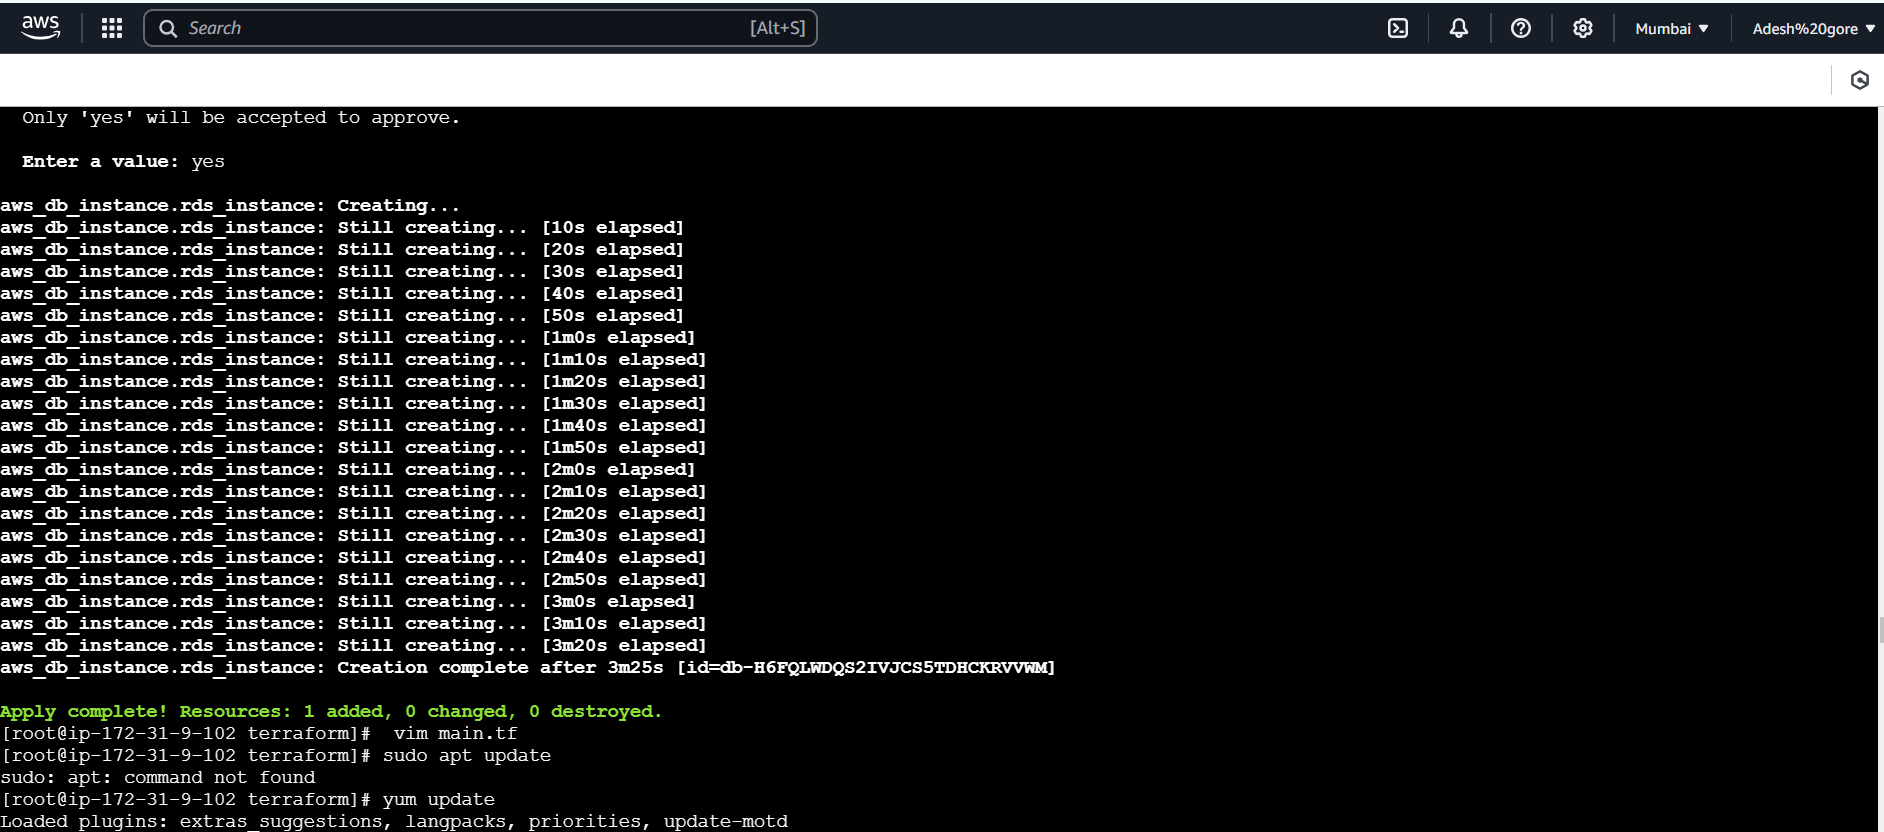 aws
Search [Alt+S]
Mumbai ▼
Adesh%20gore ▼
Only 'yes' will be accepted to approve.
Enter a value: yes
aws_db_instance.rds_instance: Creating...
aws_db_instance.rds_instance: Still creating... [10s elapsed]
aws_db_instance.rds_instance: Still creating... [20s elapsed]
aws_db_instance.rds_instance: Still creating... [30s elapsed]
aws_db_instance.rds_instance: Still creating... [40s elapsed]
aws_db_instance.rds_instance: Still creating... [50s elapsed]
aws_db_instance.rds_instance: Still creating... [1m0s elapsed]
aws_db_instance.rds_instance: Still creating... [1m10s elapsed]
aws_db_instance.rds_instance: Still creating... [1m20s elapsed]
aws_db_instance.rds_instance: Still creating... [1m30s elapsed]
aws_db_instance.rds_instance: Still creating... [1m40s elapsed]
aws_db_instance.rds_instance: Still creating... [1m50s elapsed]
aws_db_instance.rds_instance: Still creating... [2m0s elapsed]
aws_db_instance.rds_instance: Still creating... [2m10s elapsed]
aws_db_instance.rds_instance: Still creating... [2m20s elapsed]
aws_db_instance.rds_instance: Still creating... [2m30s elapsed]
aws_db_instance.rds_instance: Still creating... [2m40s elapsed]
aws_db_instance.rds_instance: Still creating... [2m50s elapsed]
aws_db_instance.rds_instance: Still creating... [3m0s elapsed]
aws_db_instance.rds_instance: Still creating... [3m10s elapsed]
aws_db_instance.rds_instance: Still creating... [3m20s elapsed]
aws_db_instance.rds_instance: Creation complete after 3m25s [id=db-H6FQLWDQS2IVJCS5TDHCKRVVWM]
Apply complete! Resources: 1 added, 0 changed, 0 destroyed.
[root@ip-172-31-9-102 terraform]#  vim main.tf
[root@ip-172-31-9-102 terraform]# sudo apt update
sudo: apt: command not found
[root@ip-172-31-9-102 terraform]# yum update
Loaded plugins: extras_suggestions, langpacks, priorities, update-motd